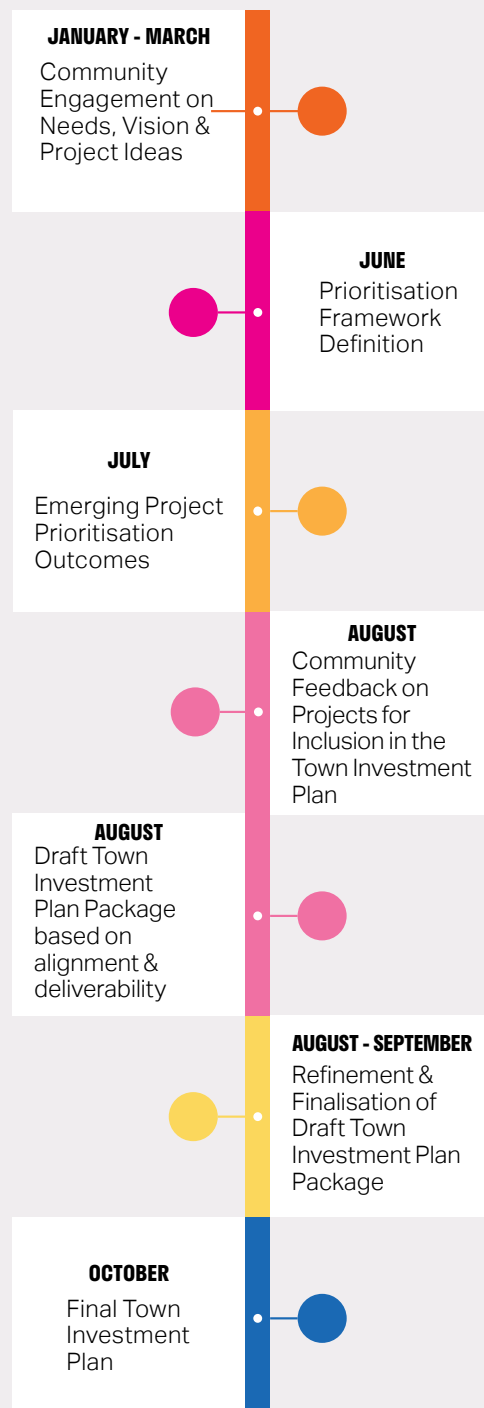 JANUARY - MARCH
Community
Engagement on
Needs, Vision &
Project Ideas
JUNE
Prioritisation
Framework
Definition
JULY
Emerging Project
Prioritisation
Outcomes
AUGUST
Community
Feedback on
Projects for
Inclusion in the
Town Investment
Plan
AUGUST
Draft Town
Investment
Plan Package
based on
alignment &
deliverability
AUGUST - SEPTEMBER
Refinement &
Finalisation of
Draft Town
Investment Plan
Package
OCTOBER
Final Town
Investment
Plan